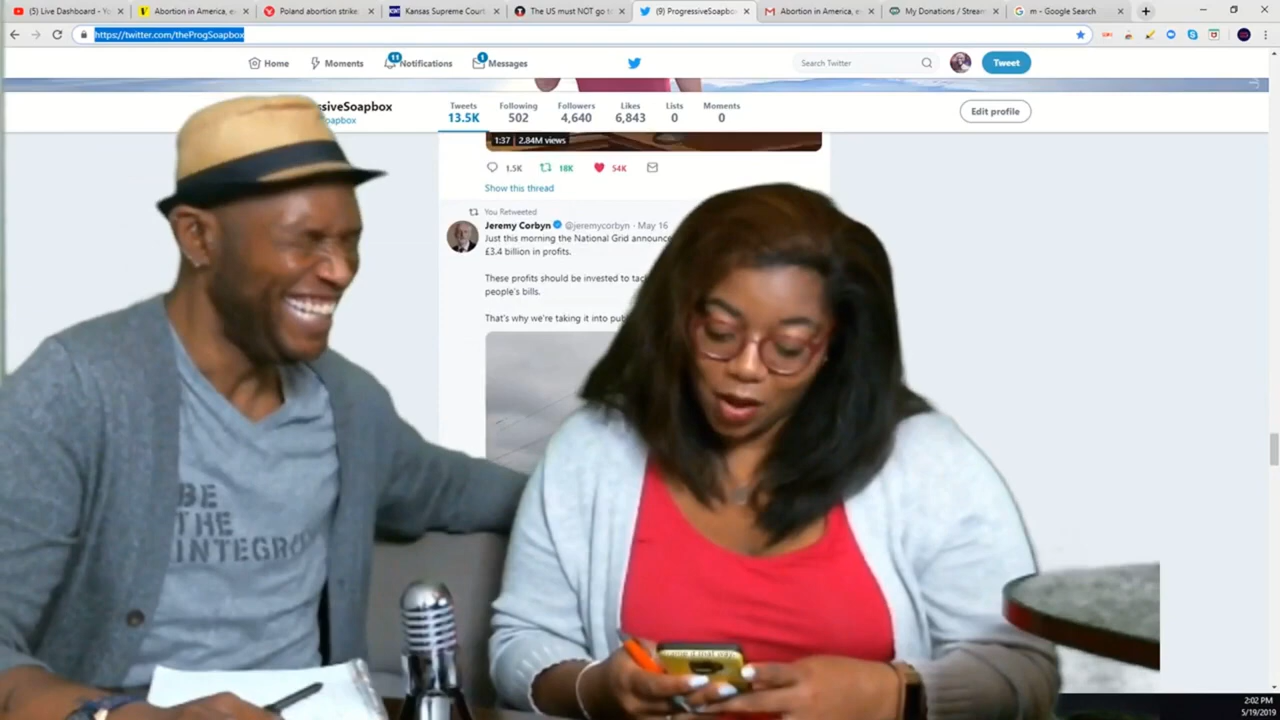 (5) Live Dashboard - Yo
Abortion in America, e
Poland abortion strike
Kansas Supreme Court
The US must NOT go
(9) ProgressiveSoapbo
Abortion in America, e
My Donations / Stream
m - Google Search
https://twitter.com/theProgSoapbox
Home
Moments
11
Notifications
1
Messages
Search Twitter
Tweet
ssiveSoapbox
oapbox
Tweets
13.5K
Following
502
Followers
4,640
Likes
6,843
Lists
0
Moments
0
Edit profile
1:37 2.84M views
1.5K
18K
54K
Show this thread
You Retweeted
Jeremy Corbyn @jeremycorbyn · May 16
Just this morning the National Grid announce
£3.4 billion in profits.
These profits should be invested to tac
people's bills.
That's why we're taking it into pub
BE
THE
INTEGR
2:02 PM
5/19/2019